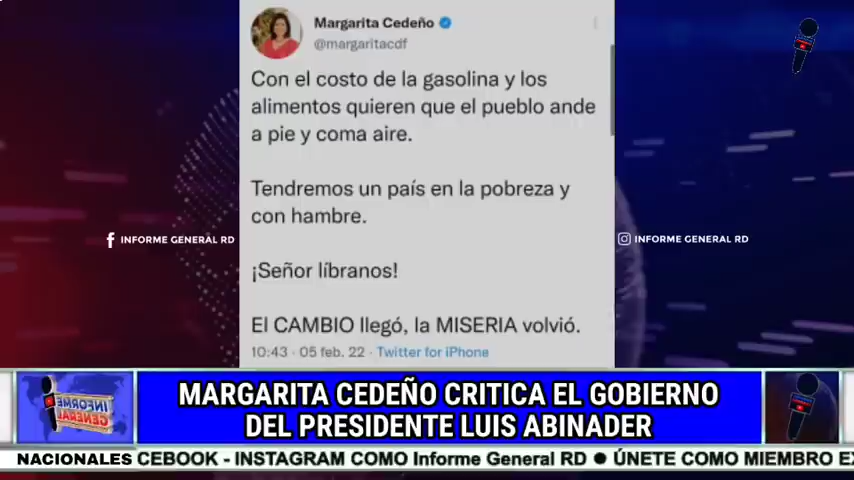 Margarita Cedeño
@margaritacdf
Con el costo de la gasolina y los
alimentos quieren que el pueblo ande
a pie y coma aire.
Tendremos un país en la pobreza y
con hambre.
INFORME GENERAL RD
INFORME GENERAL RD
¡Señor líbranos!
El CAMBIO llegó, la MISERIA volvió.
10:43 · 05 feb. 22 · Twitter for iPhone
INFORME
GENERAL
MARGARITA CEDEÑO CRITICA EL GOBIERNO
DEL PRESIDENTE LUIS ABINADER
NACIONALES CEBOOK - INSTAGRAM COMO Informe General RD ● ÚNETE COMO MIEMBRO EX